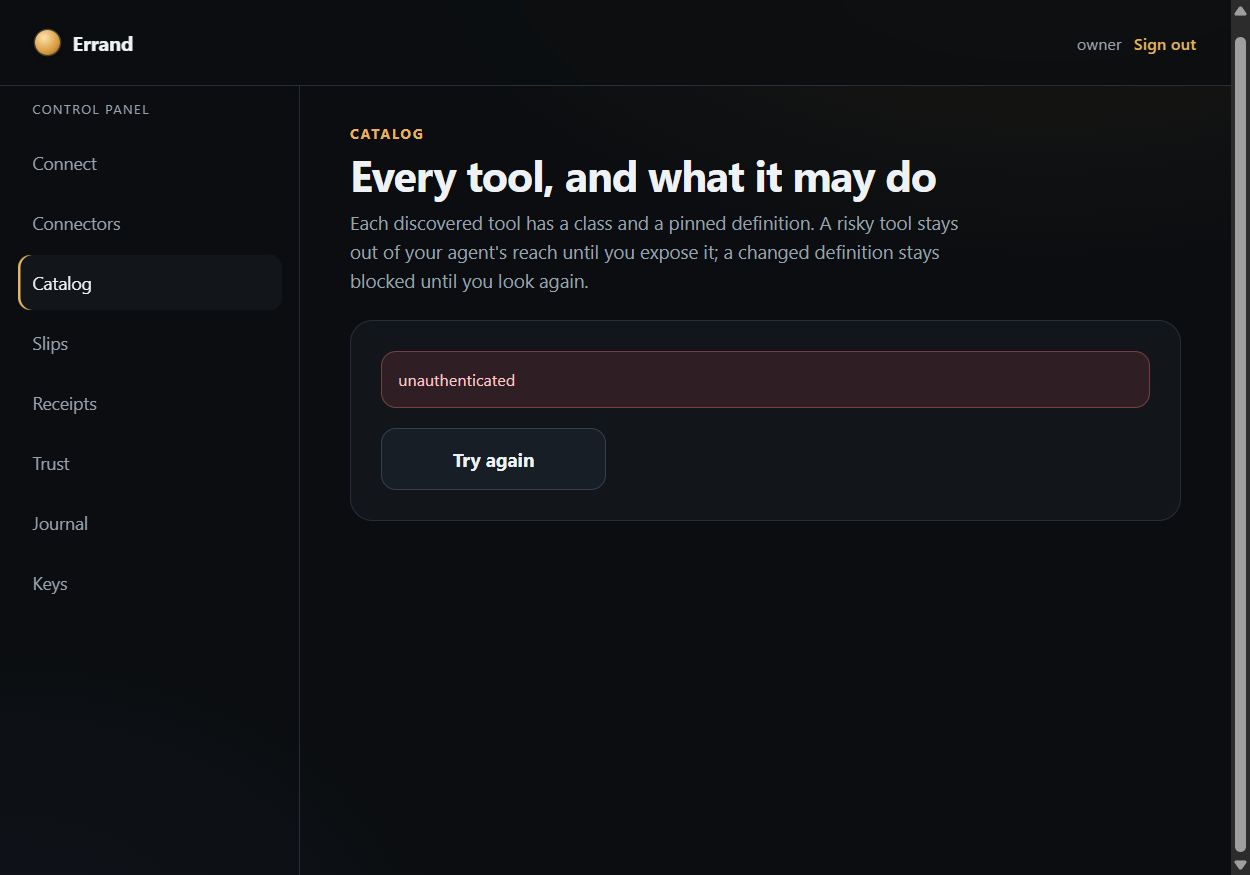 Errand
owner Sign out
CONTROL PANEL
Connect
Connectors
Catalog
Slips
Receipts
Trust
Journal
Keys
CATALOG
Every tool, and what it may do
Each discovered tool has a class and a pinned definition. A risky tool stays
out of your agent's reach until you expose it; a changed definition stays
blocked until you look again.
unauthenticated
Try again